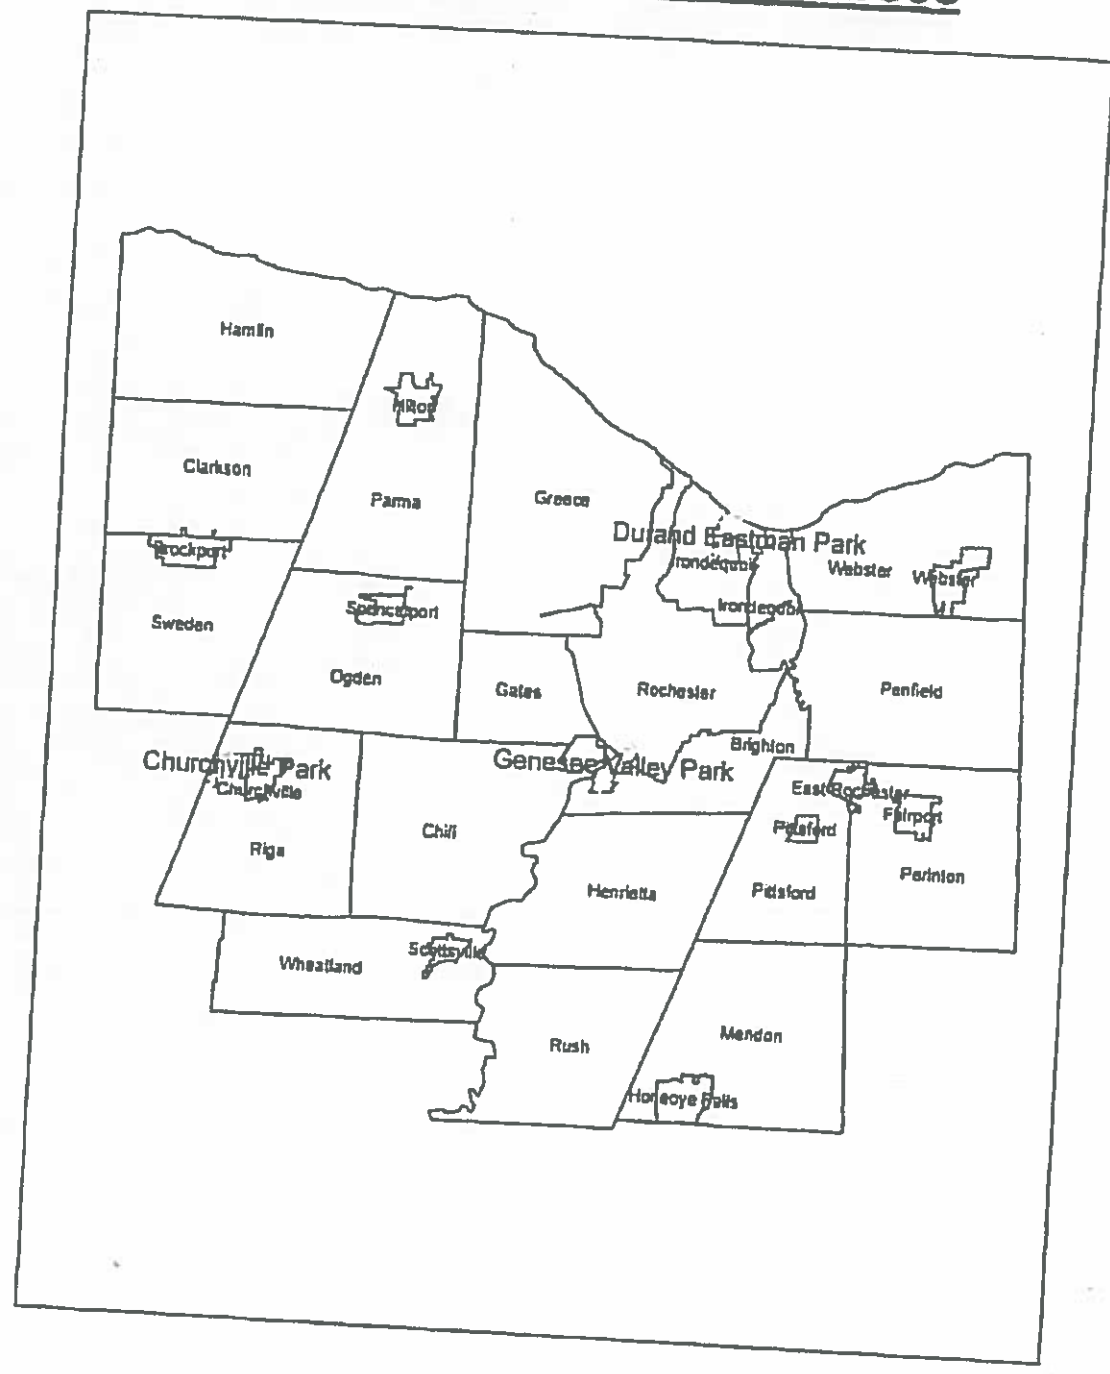 Hamlin
Hilton
Clarkson
Parma
Greece
Durand Eastman Park
Brockport
Irondequoit
Webster
Webster
Spencerport
Irondequoit
Sweden
Ogden
Gates
Rochester
Penfield
Brighton
Churchville Park
Genesee Valley Park
Churchville
East Rochester
Fairport
Chili
Pittsford
Riga
Henrietta
Pittsford
Perinton
Scottsville
Wheatland
Mendon
Rush
Honeoye Falls